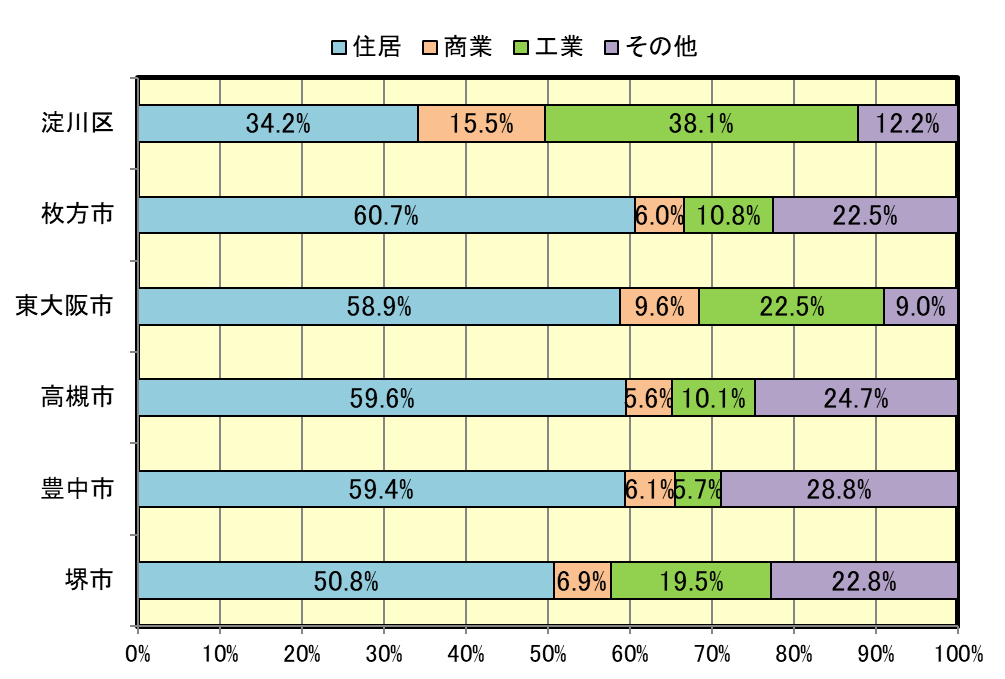 住居 商業 工業 その他
淀川区 34.2% 15.5% 38.1% 12.2%
枚方市 60.7% 6.0% 10.8% 22.5%
東大阪市 58.9% 9.6% 22.5% 9.0%
高槻市 59.6% 5.6% 10.1% 24.7%
豊中市 59.4% 6.1% 5.7% 28.8%
堺市 50.8% 6.9% 19.5% 22.8%
0% 10% 20% 30% 40% 50% 60% 70% 80% 90% 100%